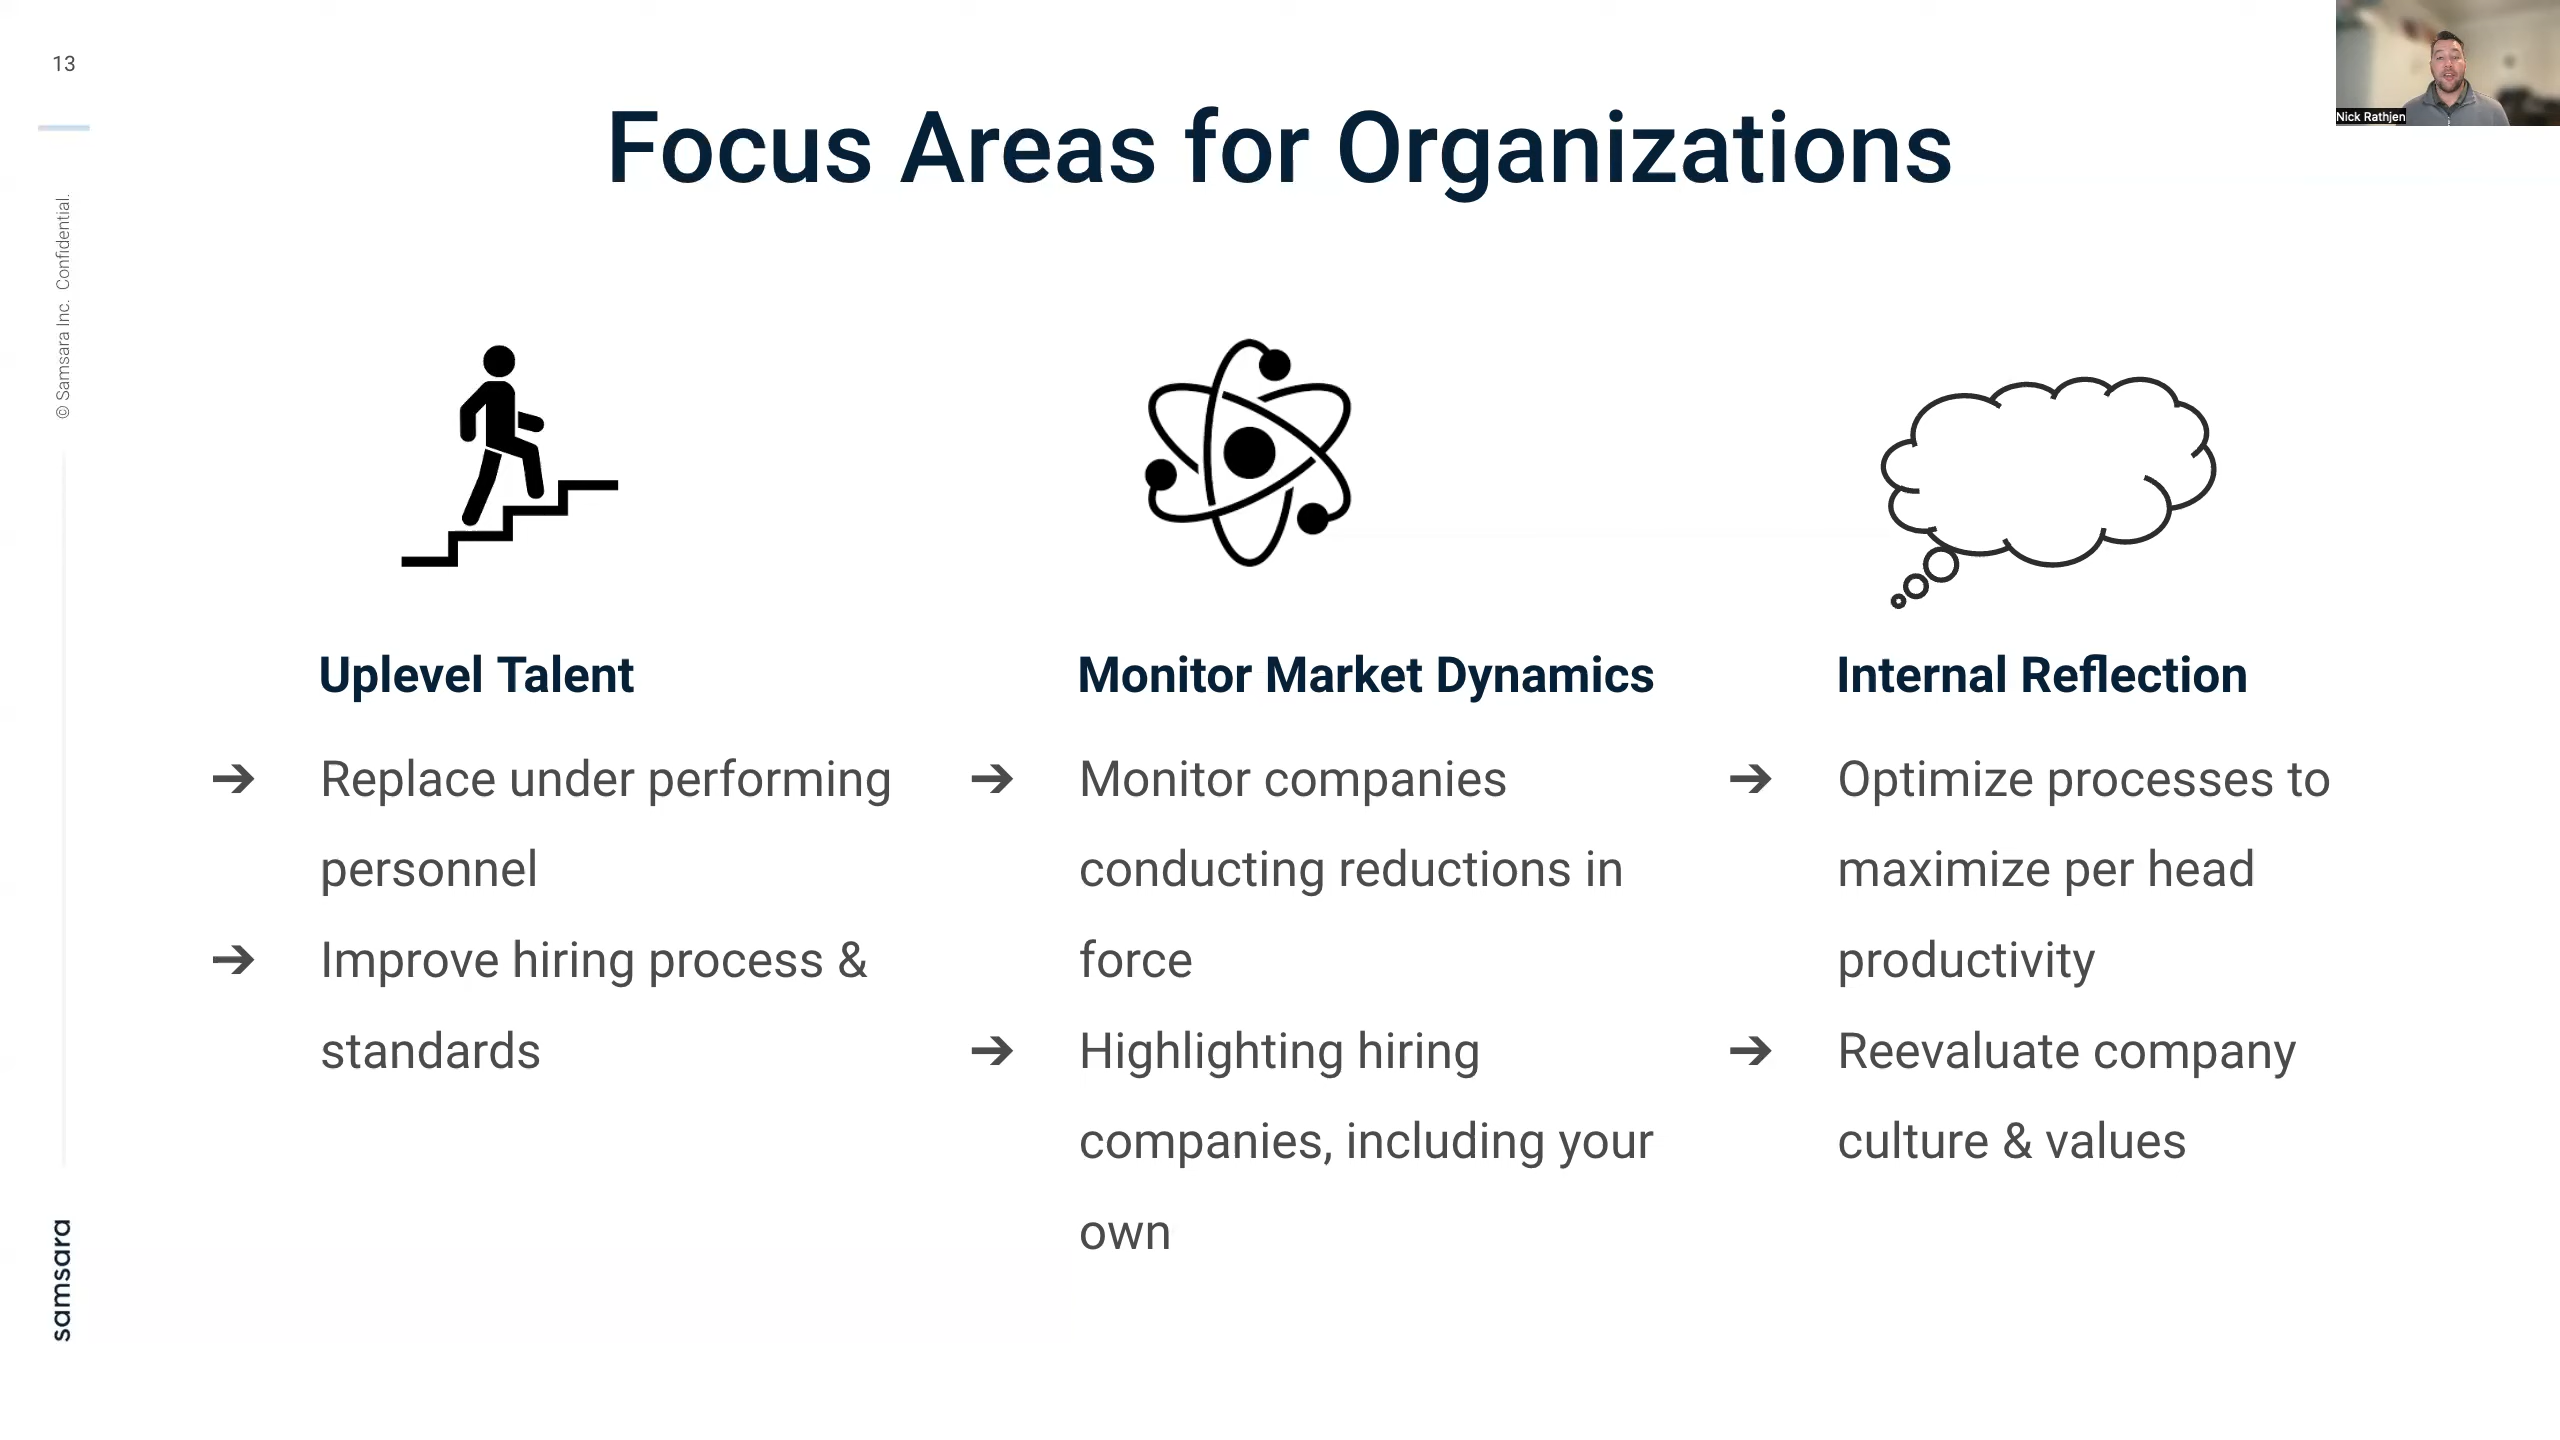 13
Nick Rathjen
Focus Areas for Organizations
© Samsara Inc. Confidential.
Uplevel Talent
➔ Replace under performing
personnel
➔ Improve hiring process &
standards
Monitor Market Dynamics
➔ Monitor companies
conducting reductions in
force
➔ Highlighting hiring
companies, including your
own
Internal Reflection
➔ Optimize processes to
maximize per head
productivity
➔ Reevaluate company
culture & values
samsara